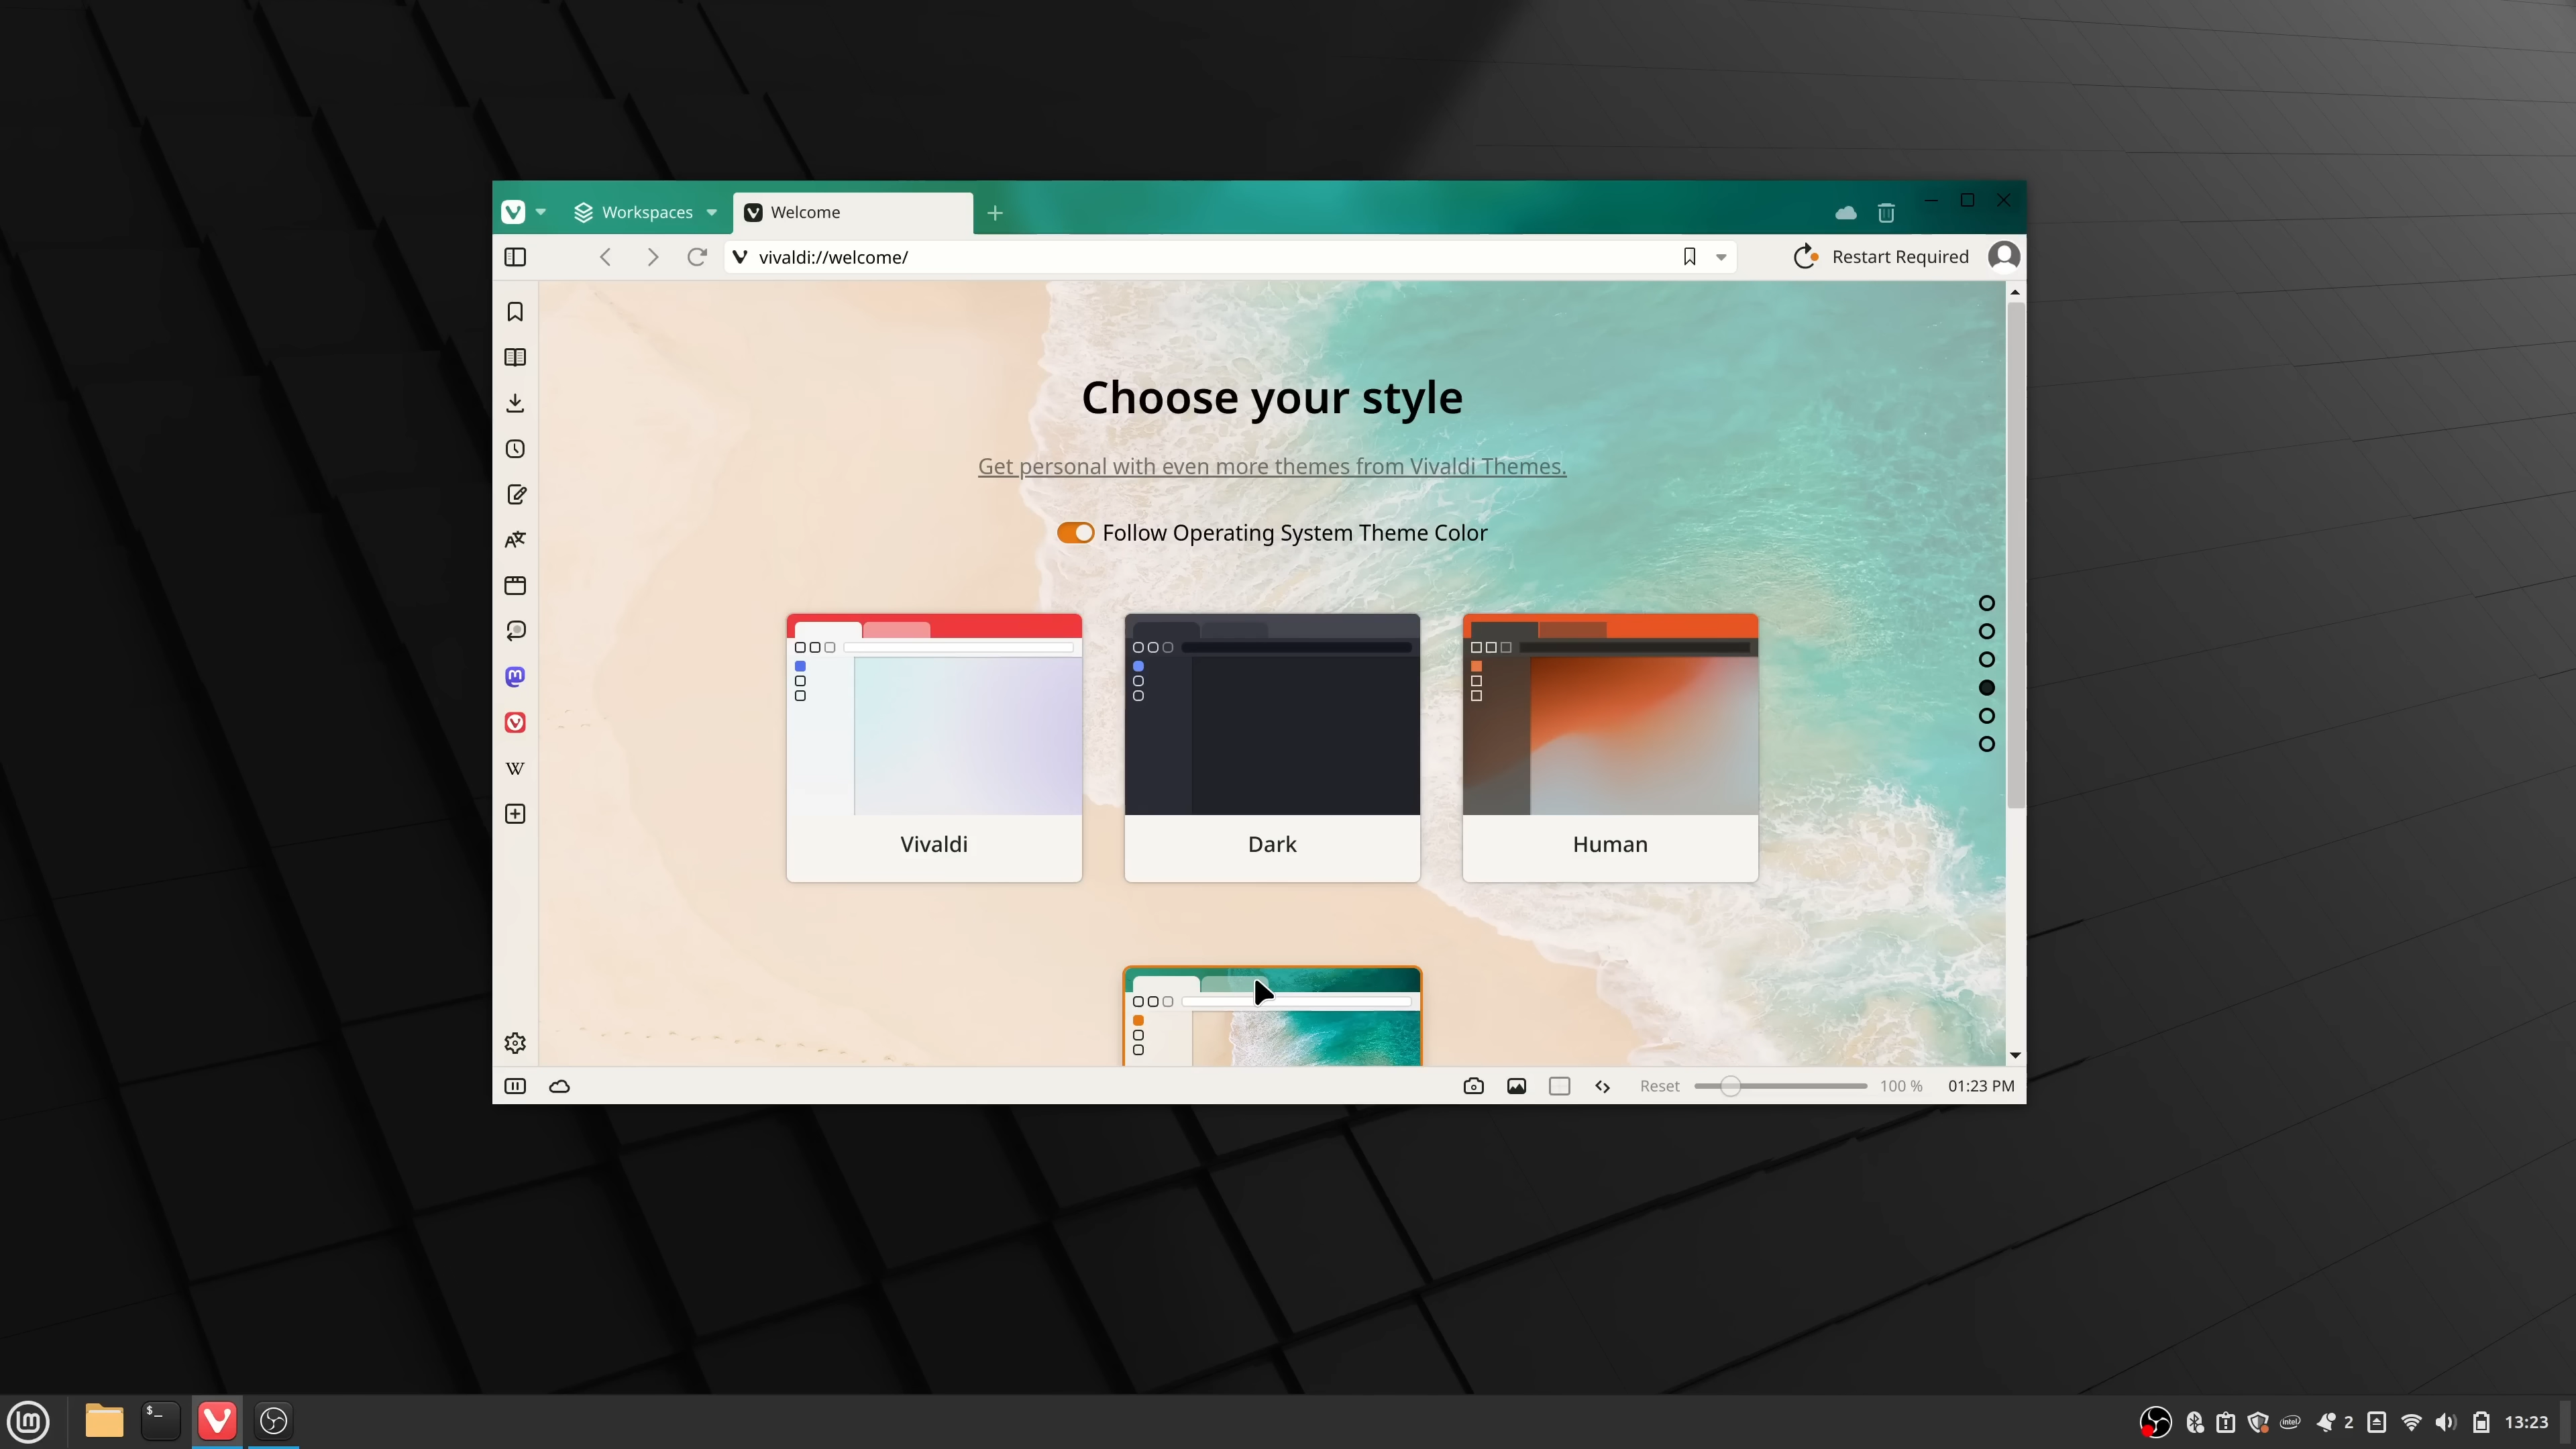 Workspaces
Welcome
vivaldi://welcome/
Restart Required
Choose your style
Get personal with even more themes from Vivaldi Themes.
Follow Operating System Theme Color
Vivaldi
Dark
Human
W
Reset
100 %
01:23 PM
$_
intel
2
13:23